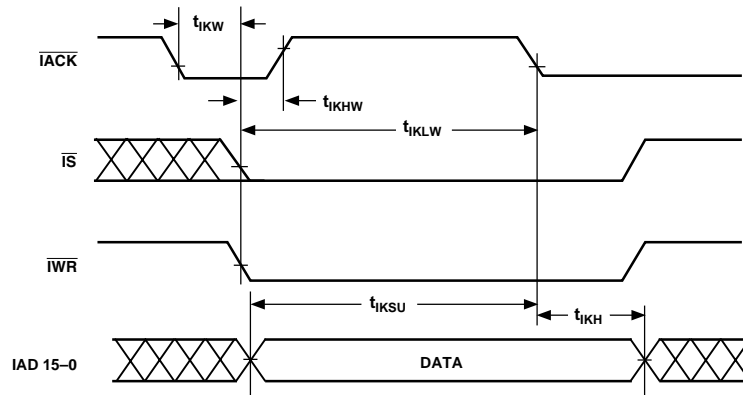 tIKW
IACK
tIKHW
tIKLW
IS
IWR
tIKSU
tIKH
IAD 15–0
DATA